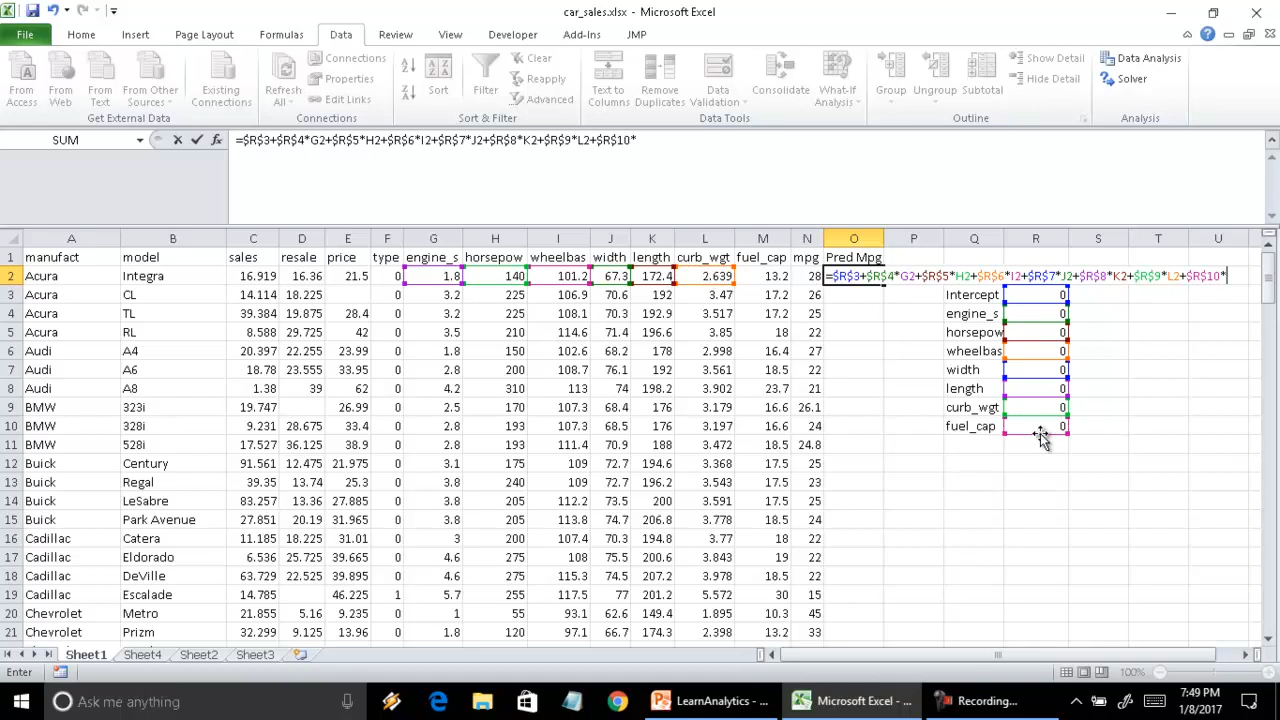 car_sales.xlsx - Microsoft Excel
File Home Insert Page Layout Formulas Data Review View Developer Add-Ins JMP
From Access
From Web
From Text
From Other Sources
Existing Connections
Get External Data
Refresh All
Connections
Properties
Edit Links
Connections
Sort
Filter
Clear
Reapply
Advanced
Sort & Filter
Text to Columns
Remove Duplicates
Data Validation
Consolidate
What-If Analysis
Data Tools
Group
Ungroup
Subtotal
Show Detail
Hide Detail
Outline
Data Analysis
Solver
Analysis
SUM fx =$R$3+$R$4*G2+$R$5*H2+$R$6*I2+$R$7*J2+$R$8*K2+$R$9*L2+$R$10*
A B C D E F G H I J K L M N O P Q R S T U
1 manufact model sales resale price type engine_s horsepow wheelbas width length curb_wgt fuel_cap mpg Pred Mpg
2 Acura Integra 16.919 16.36 21.5 0 1.8 140 101.2 67.3 172.4 2.639 13.2 28 =$R$3+$R$4*G2+$R$5*H2+$R$6*I2+$R$7*J2+$R$8*K2+$R$9*L2+$R$10*
3 Acura CL 14.114 18.225 0 3.2 225 106.9 70.6 192 3.47 17.2 26 Intercept 0
4 Acura TL 39.384 19.875 28.4 0 3.2 225 108.1 70.3 192.9 3.517 17.2 25 engine_s 0
5 Acura RL 8.588 29.725 42 0 3.5 210 114.6 71.4 196.6 3.85 18 22 horsepow 0
6 Audi A4 20.397 22.255 23.99 0 1.8 150 102.6 68.2 178 2.998 16.4 27 wheelbas 0
7 Audi A6 18.78 23.555 33.95 0 2.8 200 108.7 76.1 192 3.561 18.5 22 width 0
8 Audi A8 1.38 39 62 0 4.2 310 113 74 198.2 3.902 23.7 21 length 0
9 BMW 323i 19.747 26.99 0 2.5 170 107.3 68.4 176 3.179 16.6 26.1 curb_wgt 0
10 BMW 328i 9.231 28.675 33.4 0 2.8 193 107.3 68.5 176 3.197 16.6 24 fuel_cap 0
11 BMW 528i 17.527 36.125 38.9 0 2.8 193 111.4 70.9 188 3.472 18.5 24.8
12 Buick Century 91.561 12.475 21.975 0 3.1 175 109 72.7 194.6 3.368 17.5 25
13 Buick Regal 39.35 13.74 25.3 0 3.8 240 109 72.7 196.2 3.543 17.5 23
14 Buick LeSabre 83.257 13.36 27.885 0 3.8 205 112.2 73.5 200 3.591 17.5 25
15 Buick Park Avenue 27.851 20.19 31.965 0 3.8 205 113.8 74.7 206.8 3.778 18.5 24
16 Cadillac Catera 11.185 18.225 31.01 0 3 200 107.4 70.3 194.8 3.77 18 22
17 Cadillac Eldorado 6.536 25.725 39.665 0 4.6 275 108 75.5 200.6 3.843 19 22
18 Cadillac DeVille 63.729 22.525 39.895 0 4.6 275 115.3 74.5 207.2 3.978 18.5 22
19 Cadillac Escalade 14.785 46.225 1 5.7 255 117.5 77 201.2 5.572 30 15
20 Chevrolet Metro 21.855 5.16 9.235 0 1 55 93.1 62.6 149.4 1.895 10.3 45
21 Chevrolet Prizm 32.299 9.125 13.96 0 1.8 120 97.1 66.7 174.3 2.398 13.2 33
Sheet1 Sheet4 Sheet2 Sheet3
Enter 100%
Ask me anything LearnAnalytics - ... Microsoft Excel - ... Recording... 7:49 PM
1/8/2017